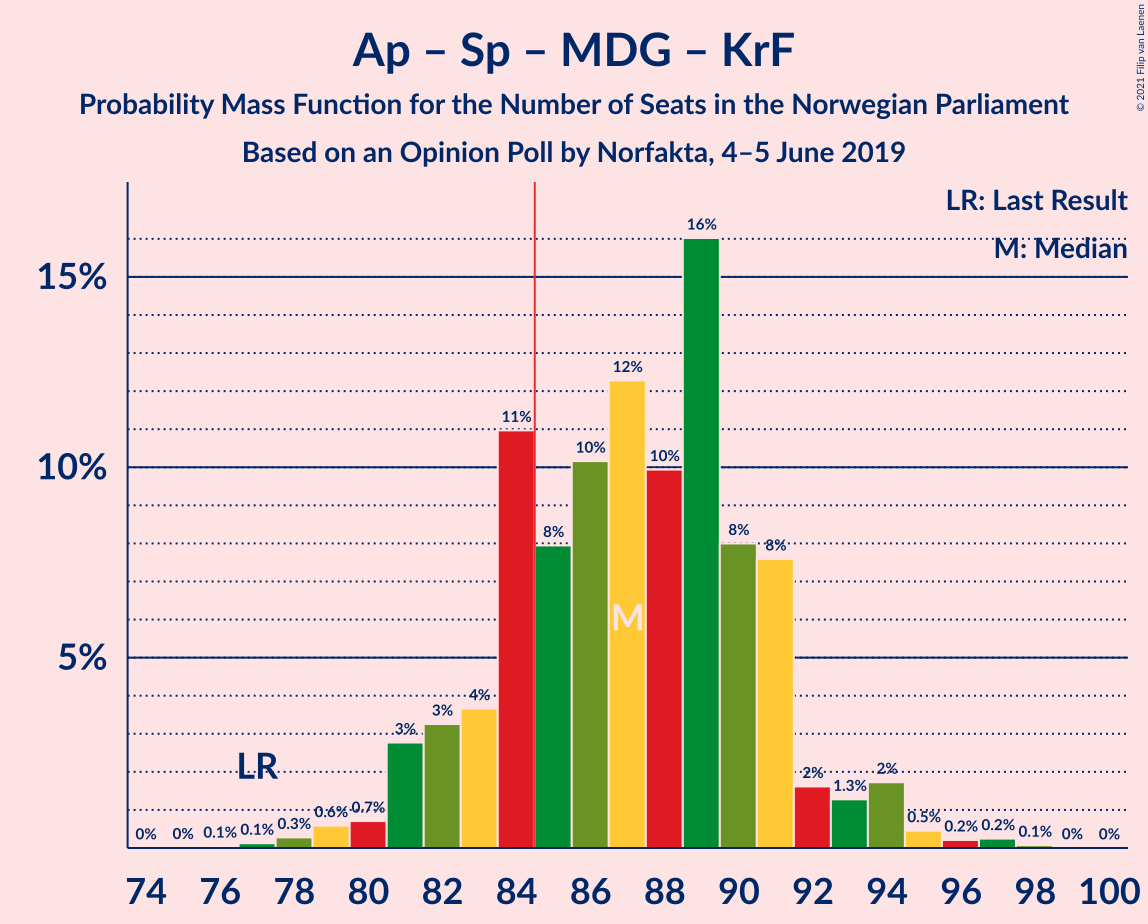 Ap – Sp – MDG – KrF
Probability Mass Function for the Number of Seats in the Norwegian Parliament
Based on an Opinion Poll by Norfakta, 4–5 June 2019
© 2021 Filip van Laenen
LR: Last Result
M: Median
15%
10%
5%
0% 0% 0.1% 0.1% 0.3% 0.6% 0.7% 3% 3% 4% 11% 8% 10% 12% 10% 16% 8% 8% 2% 1.3% 2% 0.5% 0.2% 0.2% 0.1% 0% 0%
M
LR
74 76 78 80 82 84 86 88 90 92 94 96 98 100